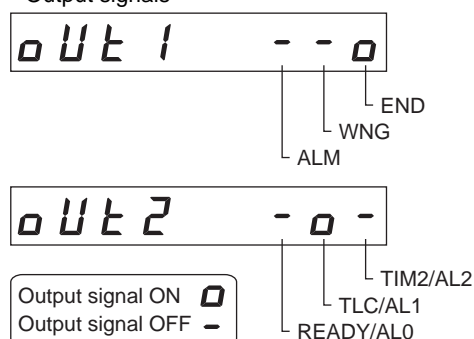 Output signals
oUt1 --o
END
WNG
ALM
oUt2 -o-
TIM2/AL2
TLC/AL1
READY/AL0
Output signal ON o
Output signal OFF -